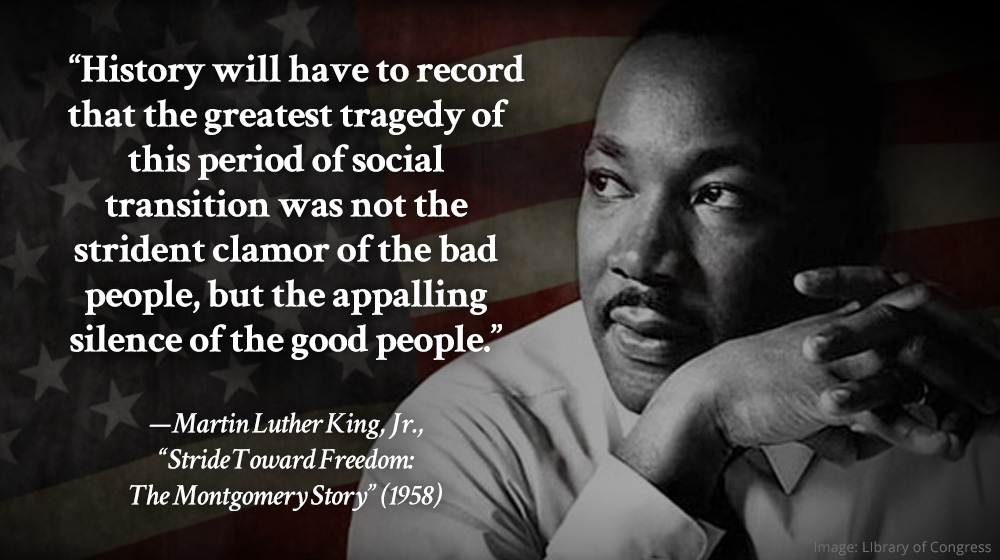 “History will have to record
that the greatest tragedy of
this period of social
transition was not the
strident clamor of the bad
people, but the appalling
silence of the good people.”
—Martin Luther King, Jr.,
“Stride Toward Freedom:
The Montgomery Story” (1958)
Image: LIbrary of Congress